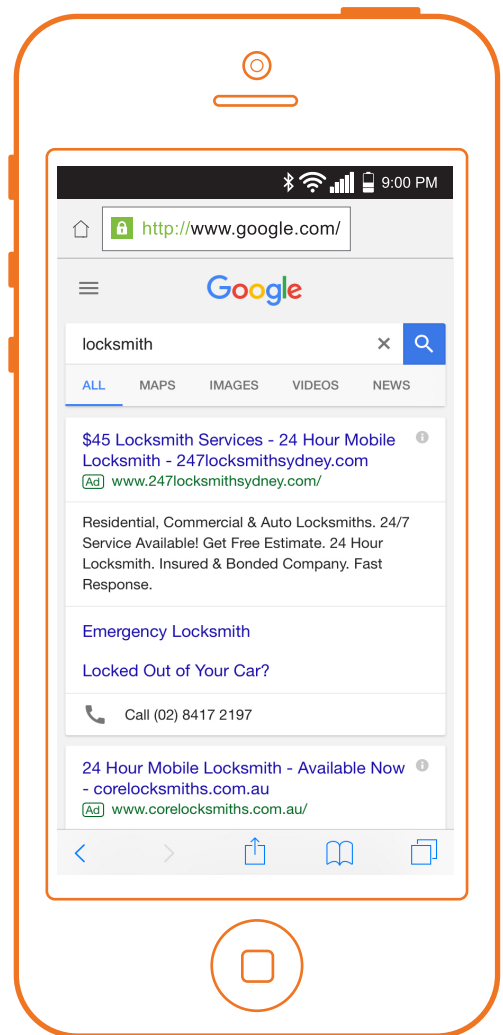 9:00 PM
http://www.google.com/
Google
locksmith
ALL MAPS IMAGES VIDEOS NEWS
$45 Locksmith Services - 24 Hour Mobile
Locksmith - 247locksmithsydney.com
Ad www.247locksmithsydney.com/
Residential, Commercial & Auto Locksmiths. 24/7
Service Available! Get Free Estimate. 24 Hour
Locksmith. Insured & Bonded Company. Fast
Response.
Emergency Locksmith
Locked Out of Your Car?
Call (02) 8417 2197
24 Hour Mobile Locksmith - Available Now
- corelocksmiths.com.au
Ad www.corelocksmiths.com.au/